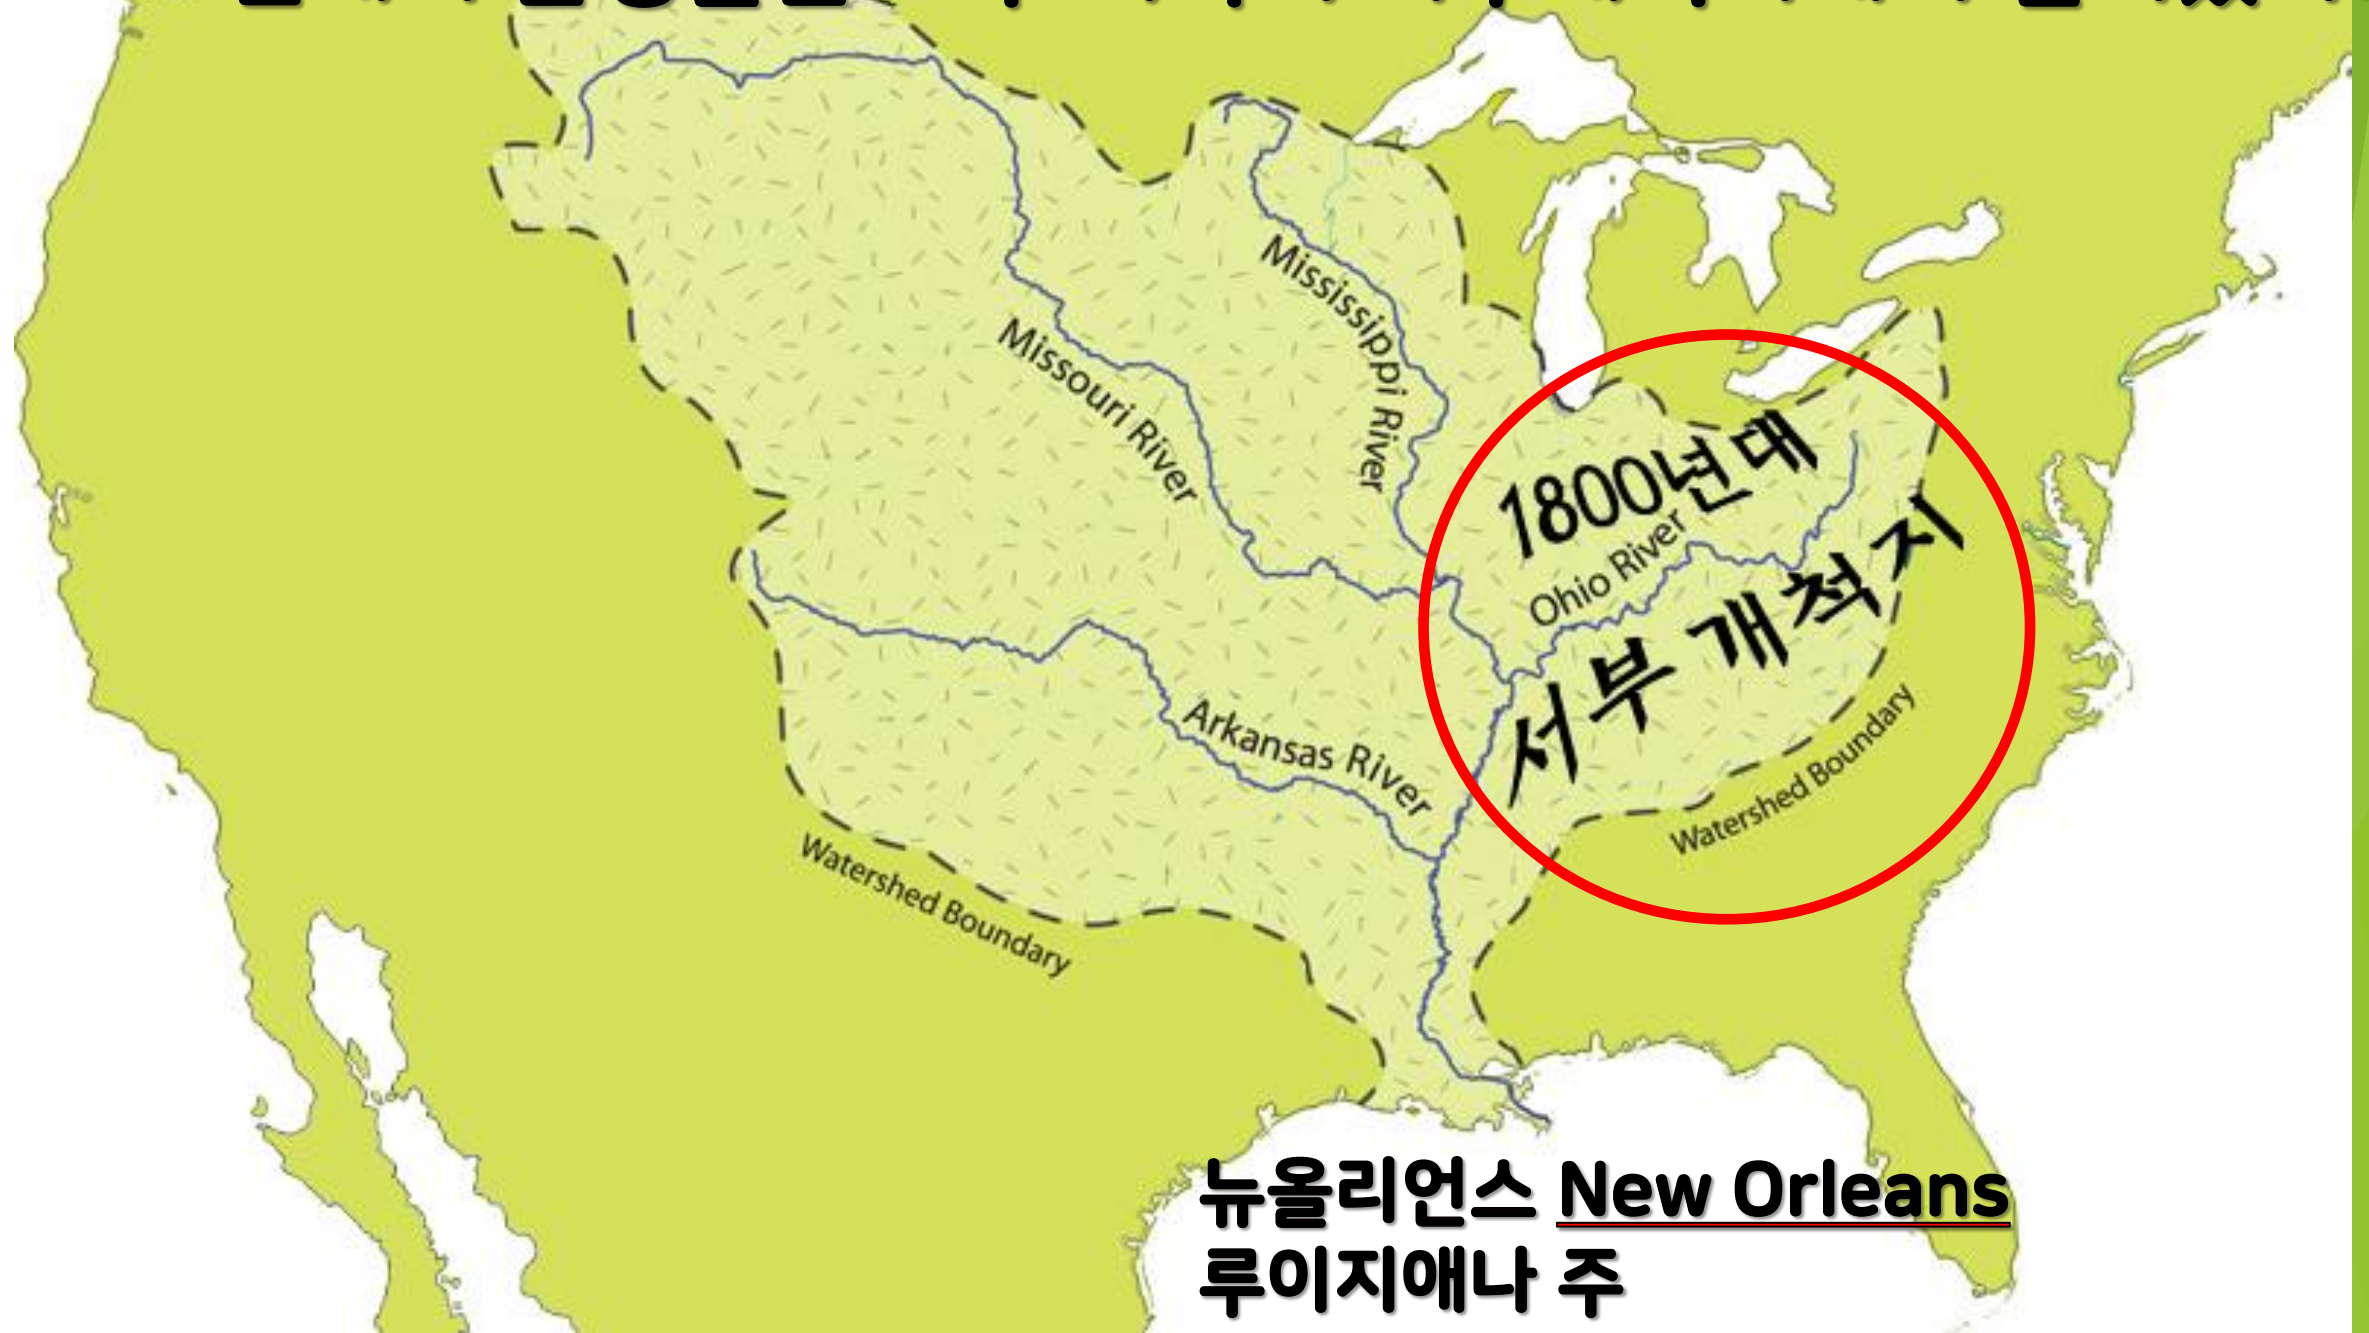 Mississippi River
Missouri River
1800년대
Ohio River
서부 개척지
Arkansas River
Watershed Boundary
Watershed Boundary
뉴올리언스 New Orleans
루이지애나 주